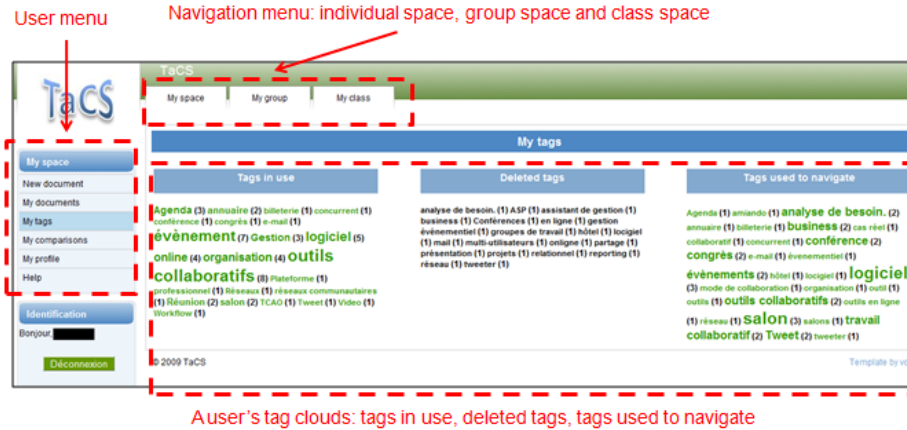 User menu
Navigation menu: individual space, group space and class space
TaCS
TaCS
My space
My group
My class
My tags
My space
New document
My documents
My tags
My comparisons
My profile
Help
Identification
Bonjour,
Déconnexion
Tags in use
Agenda (3) annuaire (2) billeterie (1) concurrent (1)
conférence (1) congrès (1) e-mail (1)
évènement (7) Gestion (3) logiciel (5)
online (4) organisation (4) outils
collaboratifs (8) Plateforme (1)
professionnel (1) Réseaux (1) réseaux communautaires
(1) Réunion (2) salon (2) TCAO (1) Tweet (1) Video (1)
Workflow (1)
Deleted tags
analyse de besoin. (1) ASP (1) assistant de gestion (1)
business (1) Conférences (1) en ligne (1) gestion
évènementiel (1) groupes de travail (1) hôtel (1) locigiel
(1) mail (1) multi-utilisateurs (1) onligne (1) partage (1)
présentation (1) projets (1) relationnel (1) reporting (1)
réseau (1) tweeter (1)
Tags used to navigate
Agenda (1) amiando (1) analyse de besoin. (2)
annuaire (1) billeterie (1) business (2) cas réel (1)
collaboratif (1) concurrent (1) conférence (2)
congrès (2) e-mail (1) évenementiel (1)
évènements (2) hôtel (1) locigiel (1) logiciel
(3) mode de collaboration (1) organisation (1) outil (1)
outils (1) outils collaboratifs (2) outils en ligne
(1) réseau (1) salon (3) salons (1) travail
collaboratif (2) Tweet (2) tweeter (1)
© 2009 TaCS
Template by vo
A user's tag clouds: tags in use, deleted tags, tags used to navigate